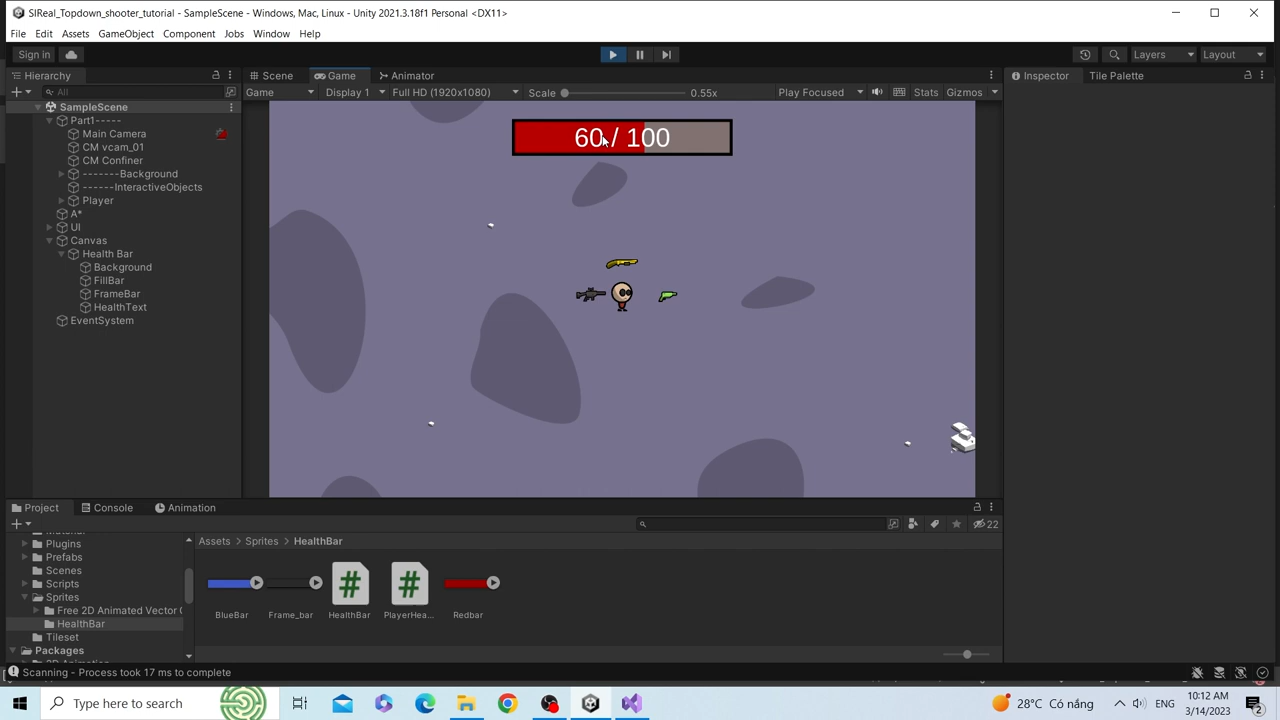 SIReal_Topdown_shooter_tutorial - SampleScene - Windows, Mac, Linux - Unity 2021.3.18f1 Personal <DX11>
File Edit Assets GameObject Component Jobs Window Help
Sign in Layers Layout
Hierarchy Scene Game Animator Inspector Tile Palette
All Game Display 1 Full HD (1920x1080) Scale 0.55x Play Focused Stats Gizmos
SampleScene
Part1-----
Main Camera
CM vcam_01
CM Confiner
-------Background
------InteractiveObjects
Player
A*
UI
Canvas
Health Bar
Background
FillBar
FrameBar
HealthText
EventSystem
60 / 100
Project Console Animation
22
Plugins
Prefabs
Scenes
Scripts
Sprites
Free 2D Animated Vector
HealthBar
Tileset
Packages
Assets Sprites HealthBar
BlueBar Frame_bar HealthBar PlayerHea... Redbar
Scanning - Process took 17 ms to complete
Type here to search
28°C Có nắng
ENG
10:12 AM
3/14/2023
2